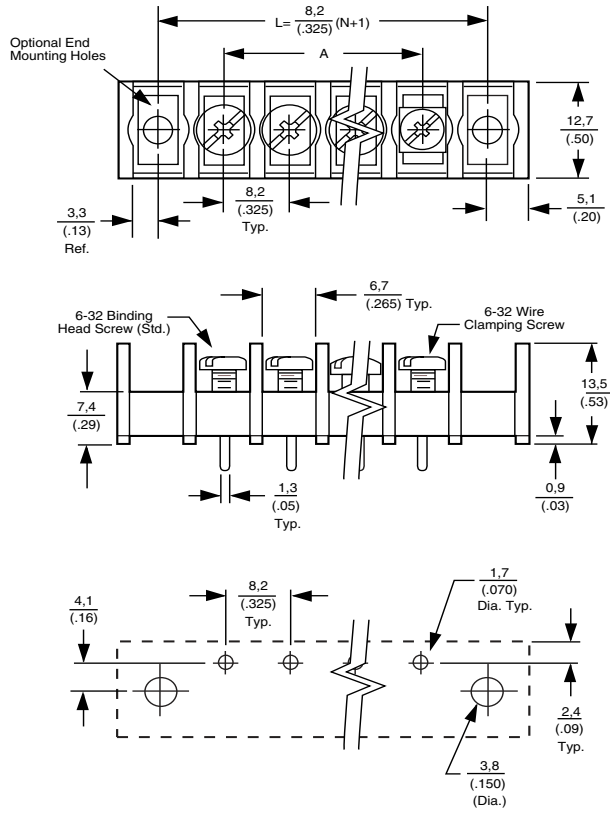 8,2
L= (.325) (N+1)
Optional End
Mounting Holes
A
12,7
(.50)
8,2
(.325)
Typ.
5,1
(.20)
3,3
(.13)
Ref.
6,7
(.265) Typ.
6-32 Binding
Head Screw (Std.)
6-32 Wire
Clamping Screw
13,5
(.53)
7,4
(.29)
1,3
(.05)
Typ.
0,9
(.03)
8,2
(.325)
Typ.
4,1
(.16)
1,7
(.070)
Dia. Typ.
2,4
(.09)
Typ.
3,8
(.150)
(Dia.)